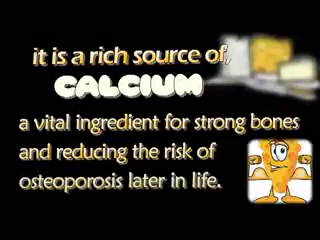 it is a rich source of,
CALCIUM
a vital ingredient for strong bones
and reducing the risk of
osteoporosis later in life.